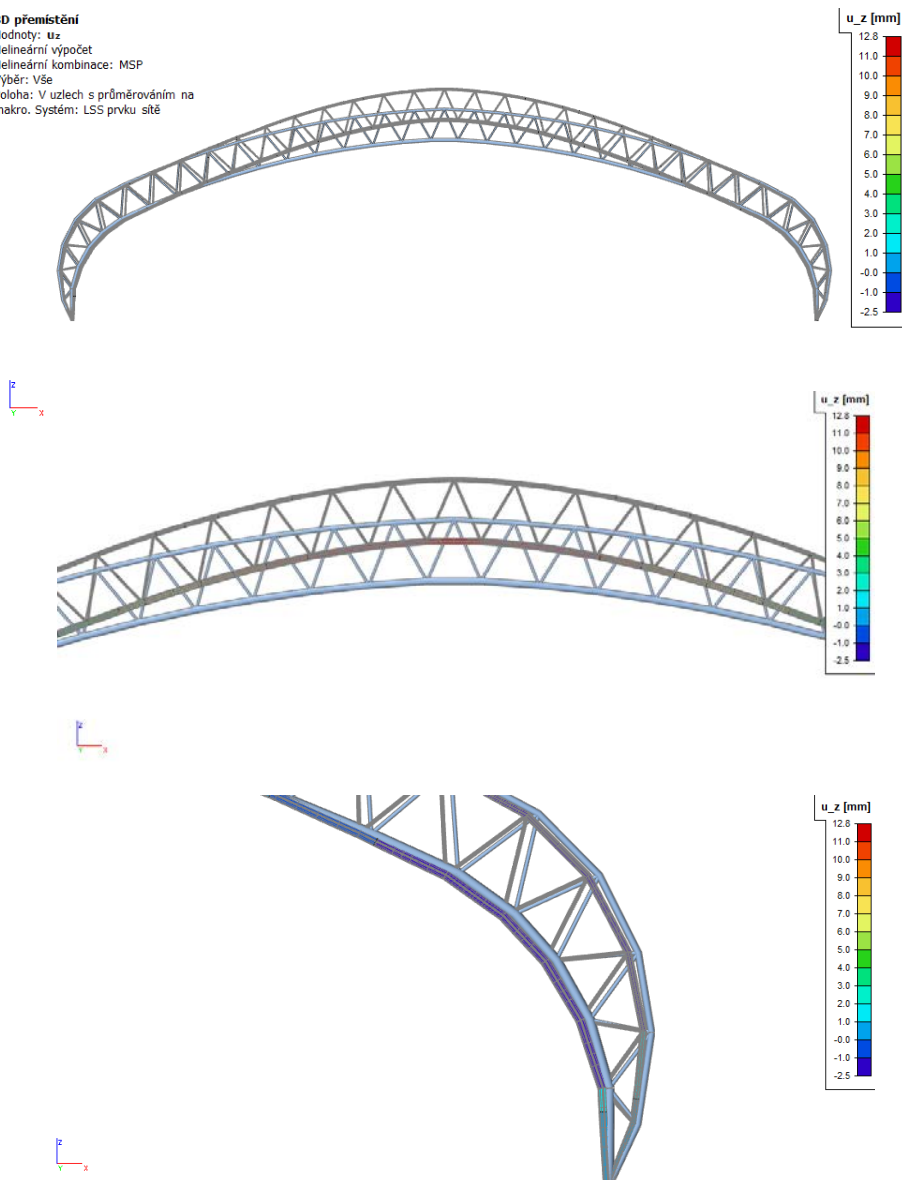 3D přemístění
odnoty: uz
elineární výpočet
elineární kombinace: MSP
ýběr: Vše
oloha: V uzlech s průměrováním na
akro. Systém: LSS prvku sítě
u_z [mm]
12.8
11.0
10.0
9.0
8.0
7.0
6.0
5.0
4.0
3.0
2.0
1.0
-0.0
-1.0
-2.5
Z
Y X
u_z [mm]
12.8
11.0
10.0
9.0
8.0
7.0
6.0
5.0
4.0
3.0
2.0
1.0
-0.0
-1.0
-2.5
Z
Y X
u_z [mm]
12.8
11.0
10.0
9.0
8.0
7.0
6.0
5.0
4.0
3.0
2.0
1.0
-0.0
-1.0
-2.5
Z
Y X